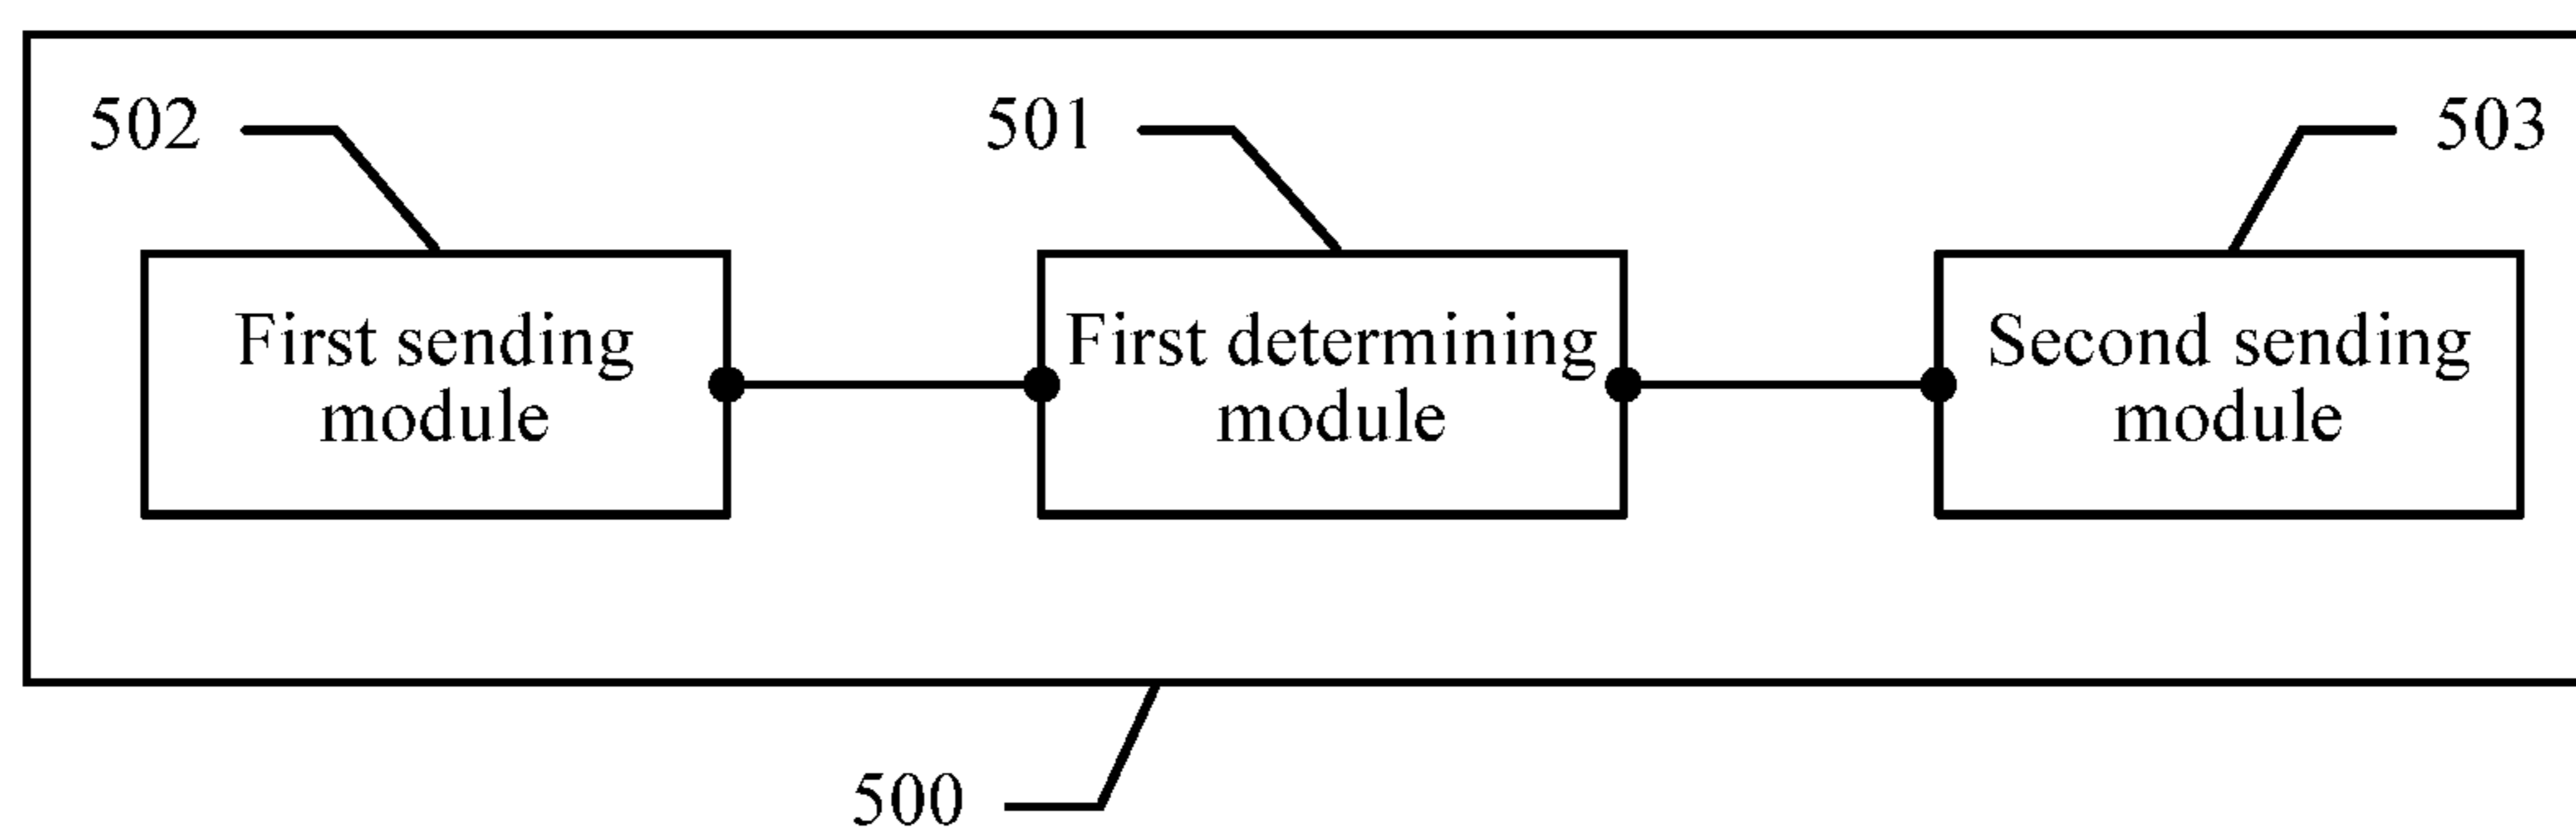 502
501
503
First sending
module
First determining
module
Second sending
module
500